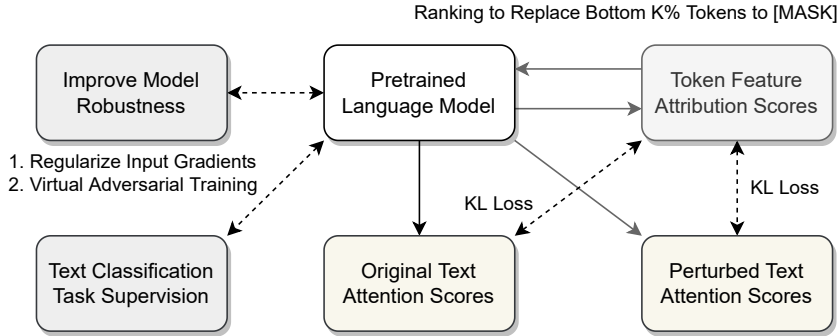 Ranking to Replace Bottom K% Tokens to [MASK]
Improve Model
Robustness
Pretrained
Language Model
Token Feature
Attribution Scores
1. Regularize Input Gradients
2. Virtual Adversarial Training
KL Loss
KL Loss
Text Classification
Task Supervision
Original Text
Attention Scores
Perturbed Text
Attention Scores